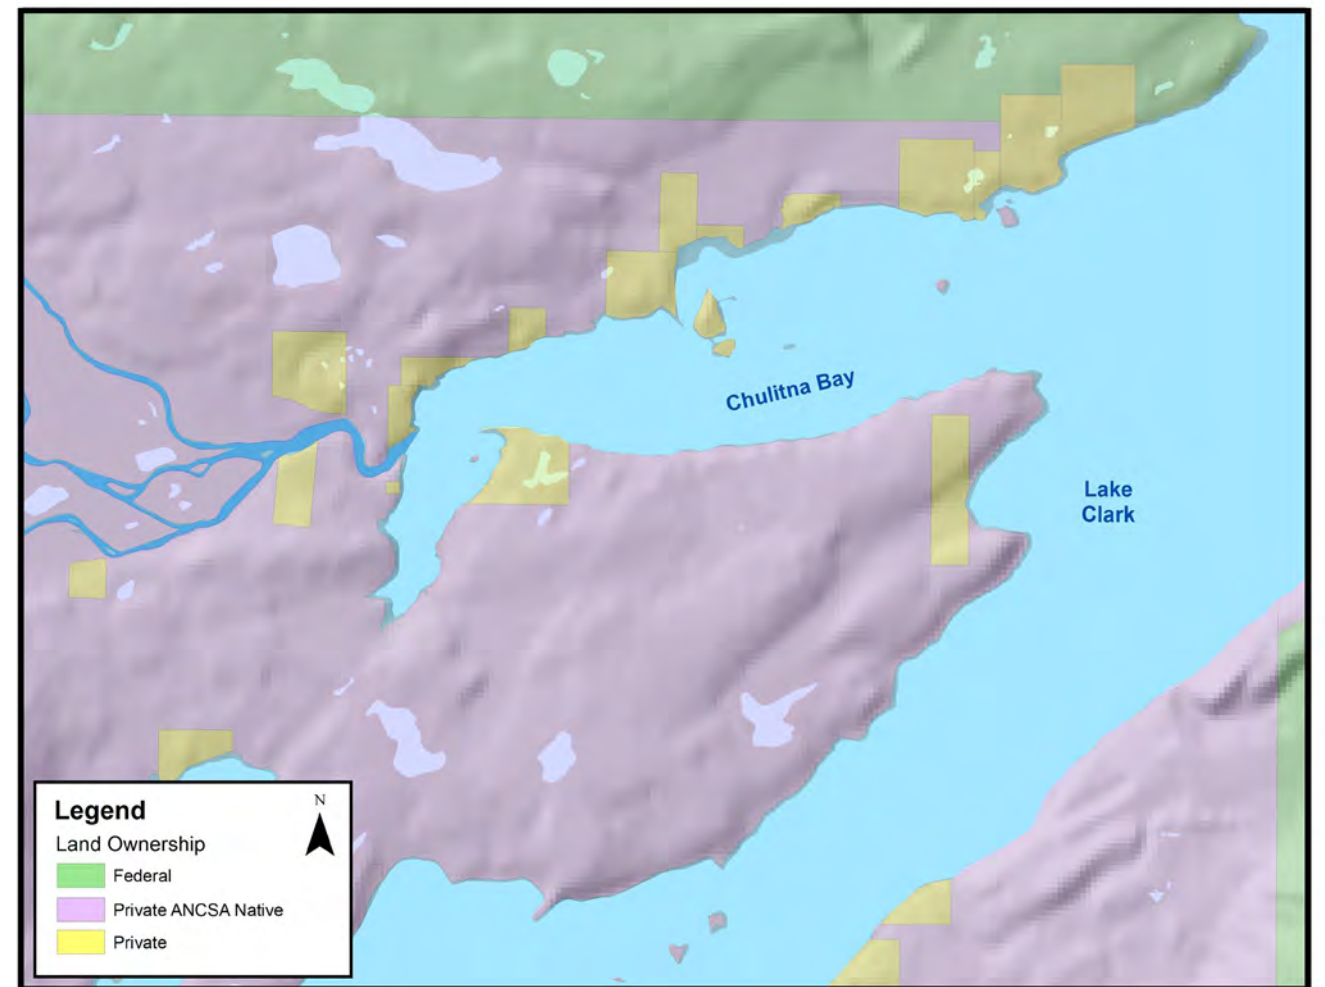 Chulitna Bay
Lake
Clark
Legend
N
Land Ownership
Federal
Private ANCSA Native
Private